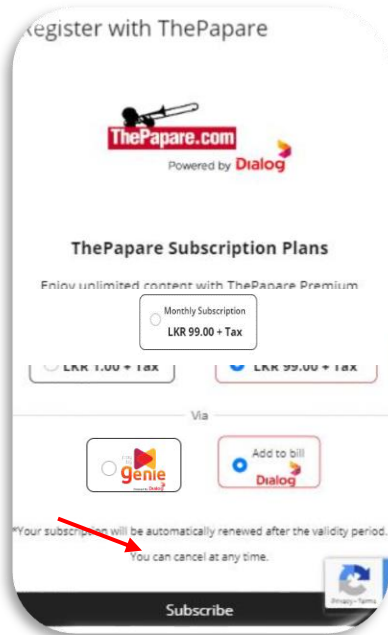 Register with ThePapare
ThePapare.com
Powered by Dialog
ThePapare Subscription Plans
Enjoy unlimited content with ThePapare Premium
Monthly Subscription
LKR 99.00 + Tax
LKR 1.00 + Tax
LKR 99.00 + Tax
Via
genie
Add to bill
Dialog
*Your subscription will be automatically renewed after the validity period.
You can cancel at any time.
Privacy - Terms
Subscribe